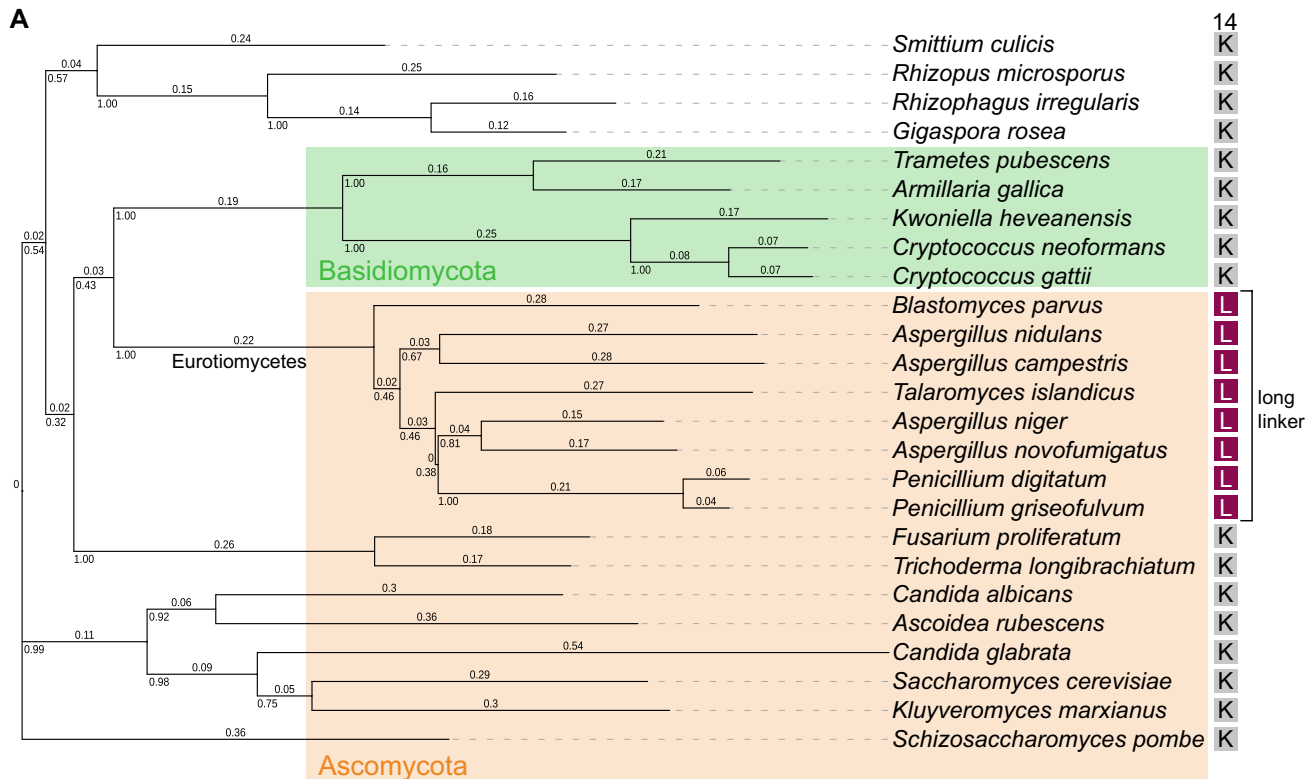 A
14
0.24
Smittium culicis K
0.04
0.57
0.25
Rhizopus microsporus K
0.15
1.00
0.16
Rhizophagus irregularis K
0.14
1.00
0.12
Gigaspora rosea K
0.21
Trametes pubescens K
0.16
1.00
0.17
Armillaria gallica K
0.19
1.00
0.17
Kwoniella heveanensis K
0.25
1.00
0.07
Cryptococcus neoformans K
0.08
1.00
0.07
Cryptococcus gattii K
Basidiomycota
0.02
0.54
0.03
0.43
0.28
Blastomyces parvus L
0.27
Aspergillus nidulans L
0.03
0.67
0.22
1.00
Eurotiomycetes
0.28
Aspergillus campestris L
0.02
0.46
0.27
Talaromyces islandicus L
long
linker
0.02
0.32
0.03
0.46
0.15
Aspergillus niger L
0.04
0.81
0.17
Aspergillus novofumigatus L
0
0.38
0.06
Penicillium digitatum L
0.21
1.00
0.04
Penicillium griseofulvum L
0
0.18
Fusarium proliferatum K
0.26
1.00
0.17
Trichoderma longibrachiatum K
0.3
Candida albicans K
0.06
0.92
0.36
Ascoidea rubescens K
0.11
0.99
0.54
Candida glabrata K
0.09
0.98
0.29
Saccharomyces cerevisiae K
0.05
0.75
0.3
Kluyveromyces marxianus K
0.36
Schizosaccharomyces pombe K
Ascomycota